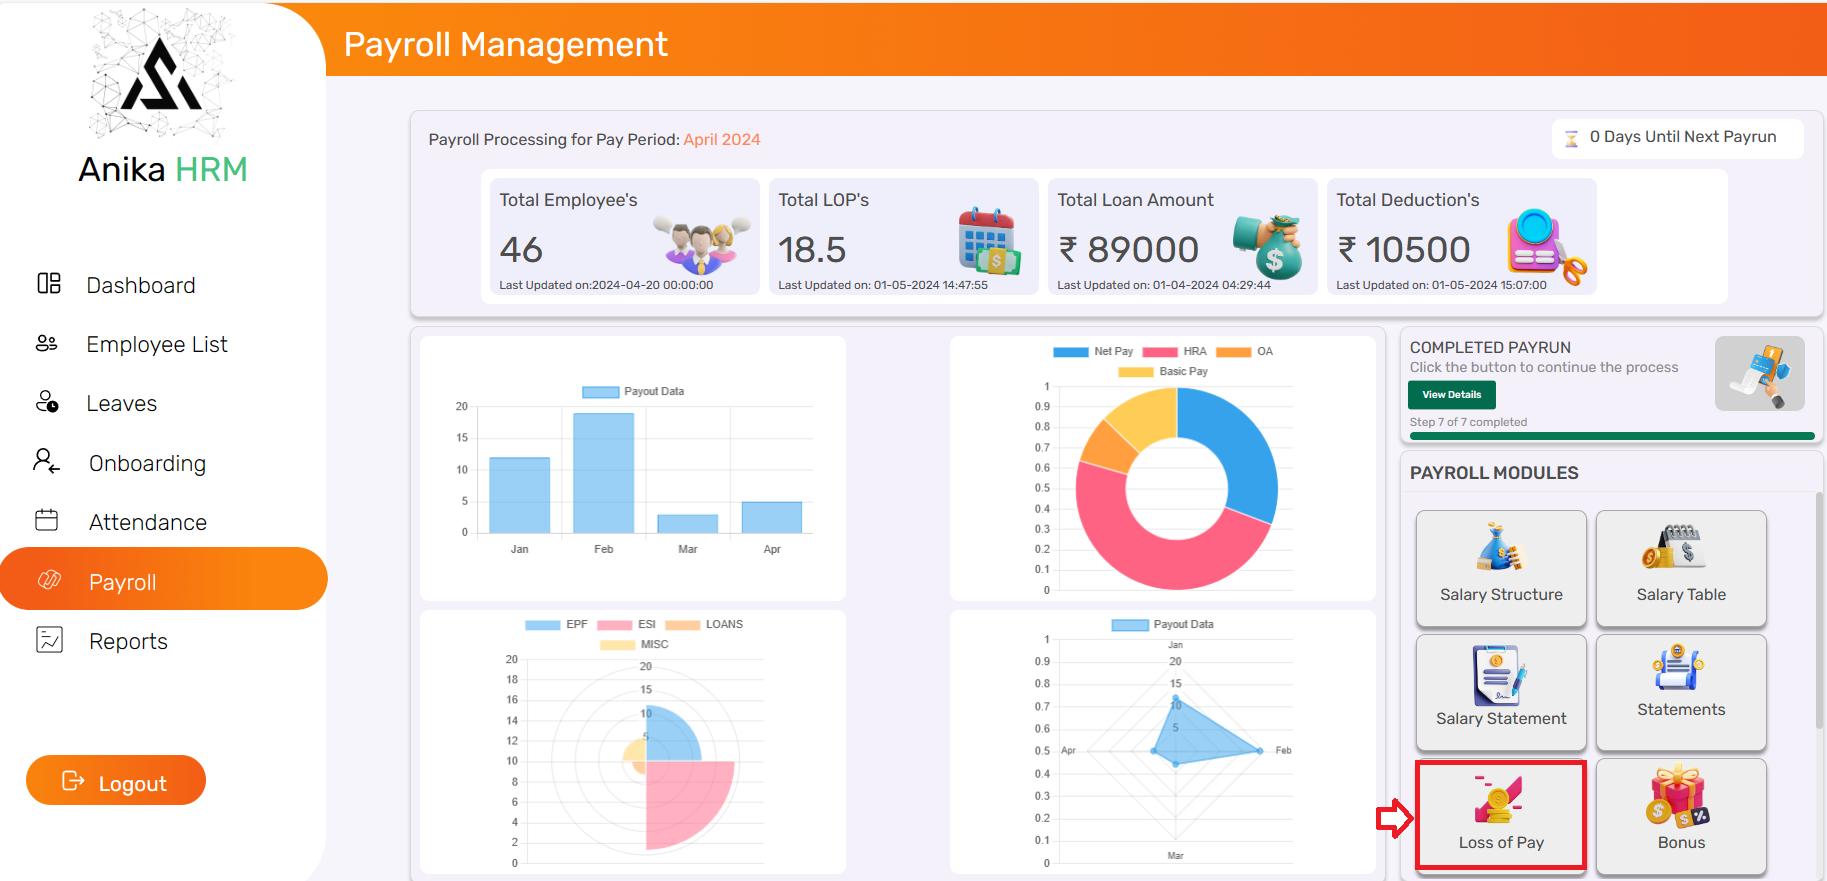 Anika HRM
Dashboard
Employee List
Leaves
Onboarding
Attendance
Payroll
Reports
Logout
Payroll Management
Payroll Processing for Pay Period: April 2024
0 Days Until Next Payrun
Total Employee's
46
Last Updated on:2024-04-20 00:00:00
Total LOP's
18.5
Last Updated on: 01-05-2024 14:47:55
Total Loan Amount
₹ 89000
Last Updated on: 01-04-2024 04:29:44
Total Deduction's
₹ 10500
Last Updated on: 01-05-2024 15:07:00
Payout Data
20
15
10
5
0
Jan Feb Mar Apr
Net Pay HRA OA
Basic Pay
1
0.9
0.8
0.7
0.6
0.5
0.4
0.3
0.2
0.1
0
EPF ESI LOANS
MISC
20
18
16
14
12
10
8
6
4
2
0
20
15
10
5
Payout Data
1
0.9
0.8
0.7
0.6
0.5
0.4
0.3
0.2
0.1
0
Jan
20
15
10
5
Apr
Feb
Mar
COMPLETED PAYRUN
Click the button to continue the process
View Details
Step 7 of 7 completed
PAYROLL MODULES
Salary Structure
Salary Table
Salary Statement
Statements
Loss of Pay
Bonus